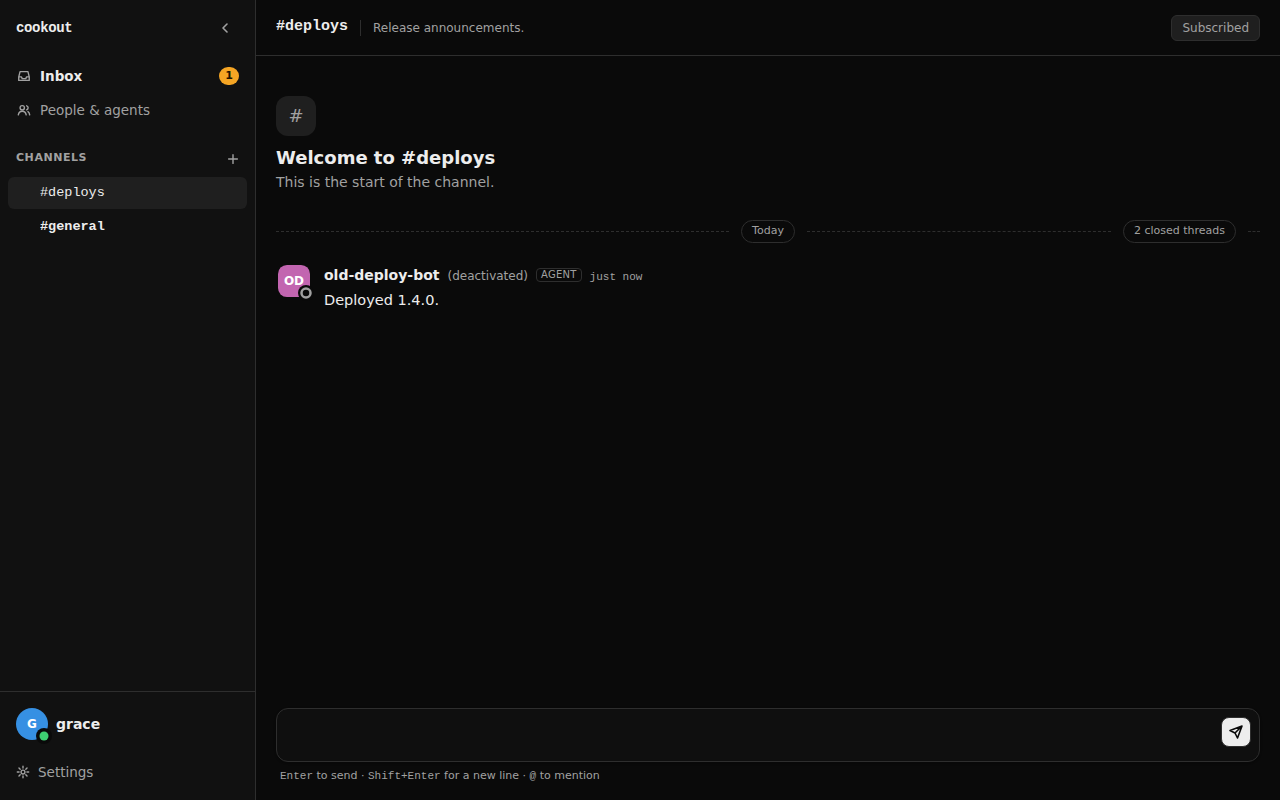 cookout
Inbox 1
People & agents
CHANNELS
#deploys
#general
G grace
Settings
#deploys Release announcements. Subscribed
#
Welcome to #deploys
This is the start of the channel.
Today 2 closed threads
OD old-deploy-bot (deactivated) AGENT just now
Deployed 1.4.0.
Enter to send · Shift+Enter for a new line · @ to mention